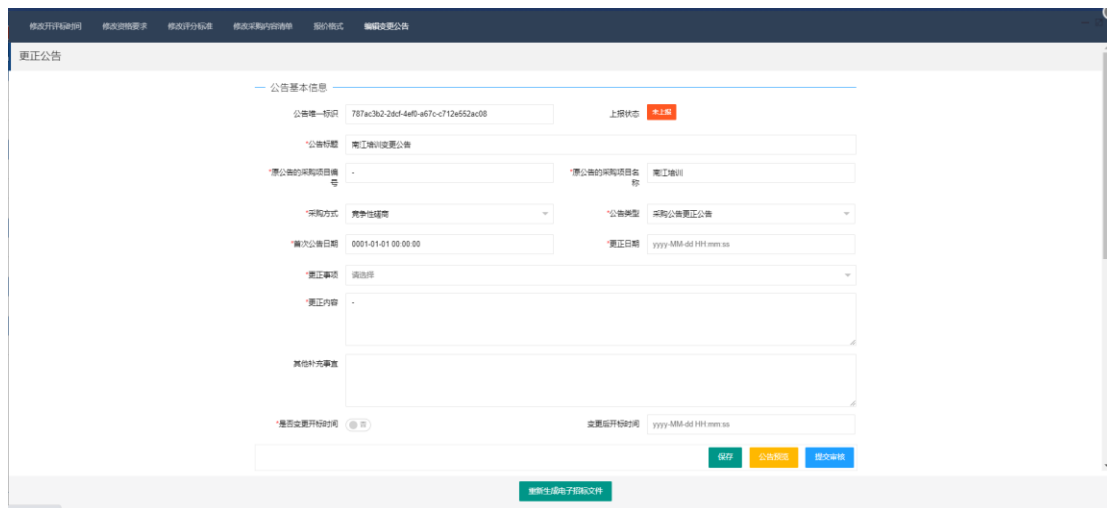 修改开评标时间 修改资格要求 修改评分标准 修改采购内容清单 报价格式 编辑变更公告
更正公告
公告基本信息
公告唯一标识 787ac3b2-2dcf-4ef0-a67c-c712e552ac08 上报状态 未上报
*公告标题 南江培训变更公告
*原公告的采购项目编号 - *原公告的采购项目名称 南江培训
*采购方式 竞争性磋商 *公告类型 采购公告更正公告
*首次公告日期 0001-01-01 00:00:00 *更正日期 yyyy-MM-dd HH:mm:ss
*更正事项 请选择
*更正内容 -
其他补充事宜
*是否变更开标时间 否 变更后开标时间 yyyy-MM-dd HH:mm:ss
保存 公告预览 提交审核
重新生成电子招标文件